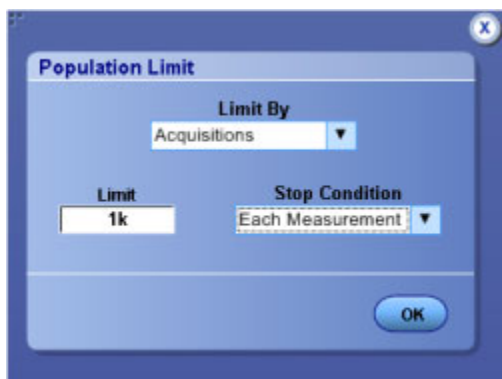 X
Population Limit
Limit By
Acquisitions
Limit
Stop Condition
1k
Each Measurement
OK